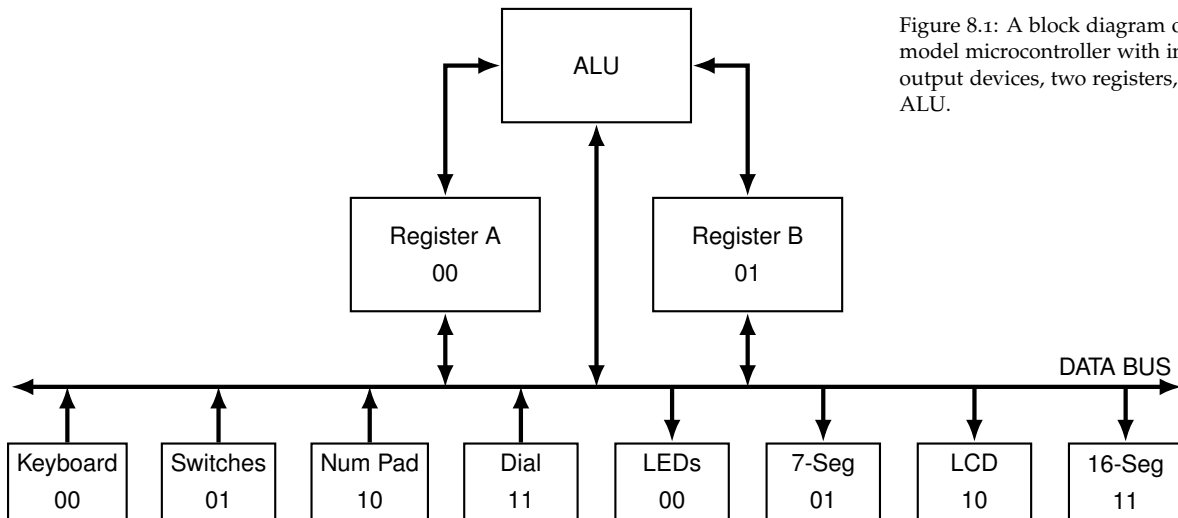 Figure 8.1: A block diagram o
model microcontroller with in
output devices, two registers,
ALU.
ALU
Register A
00
Register B
01
DATA BUS
Keyboard
00
Switches
01
Num Pad
10
Dial
11
LEDs
00
7-Seg
01
LCD
10
16-Seg
11